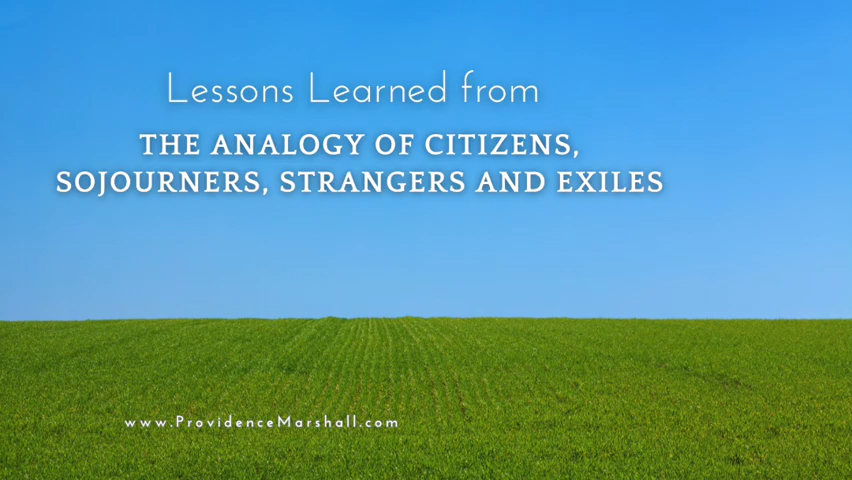 Lessons Learned from
THE ANALOGY OF CITIZENS,
SOJOURNERS, STRANGERS AND EXILES
www.ProvidenceMarshall.com